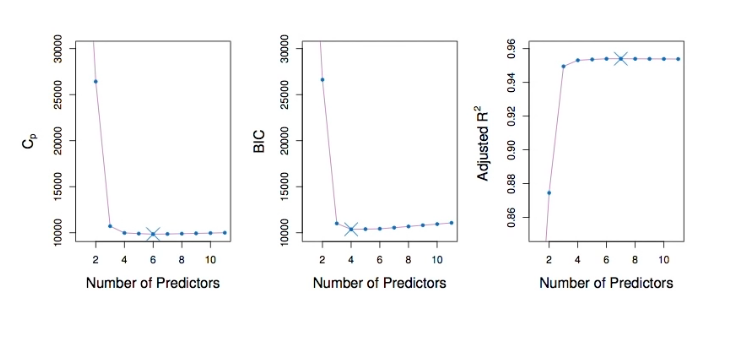 Cp
30000
25000
20000
15000
10000
2 4 6 8 10
Number of Predictors
BIC
30000
25000
20000
15000
10000
2 4 6 8 10
Number of Predictors
Adjusted R²
0.96
0.94
0.92
0.90
0.88
0.86
2 4 6 8 10
Number of Predictors